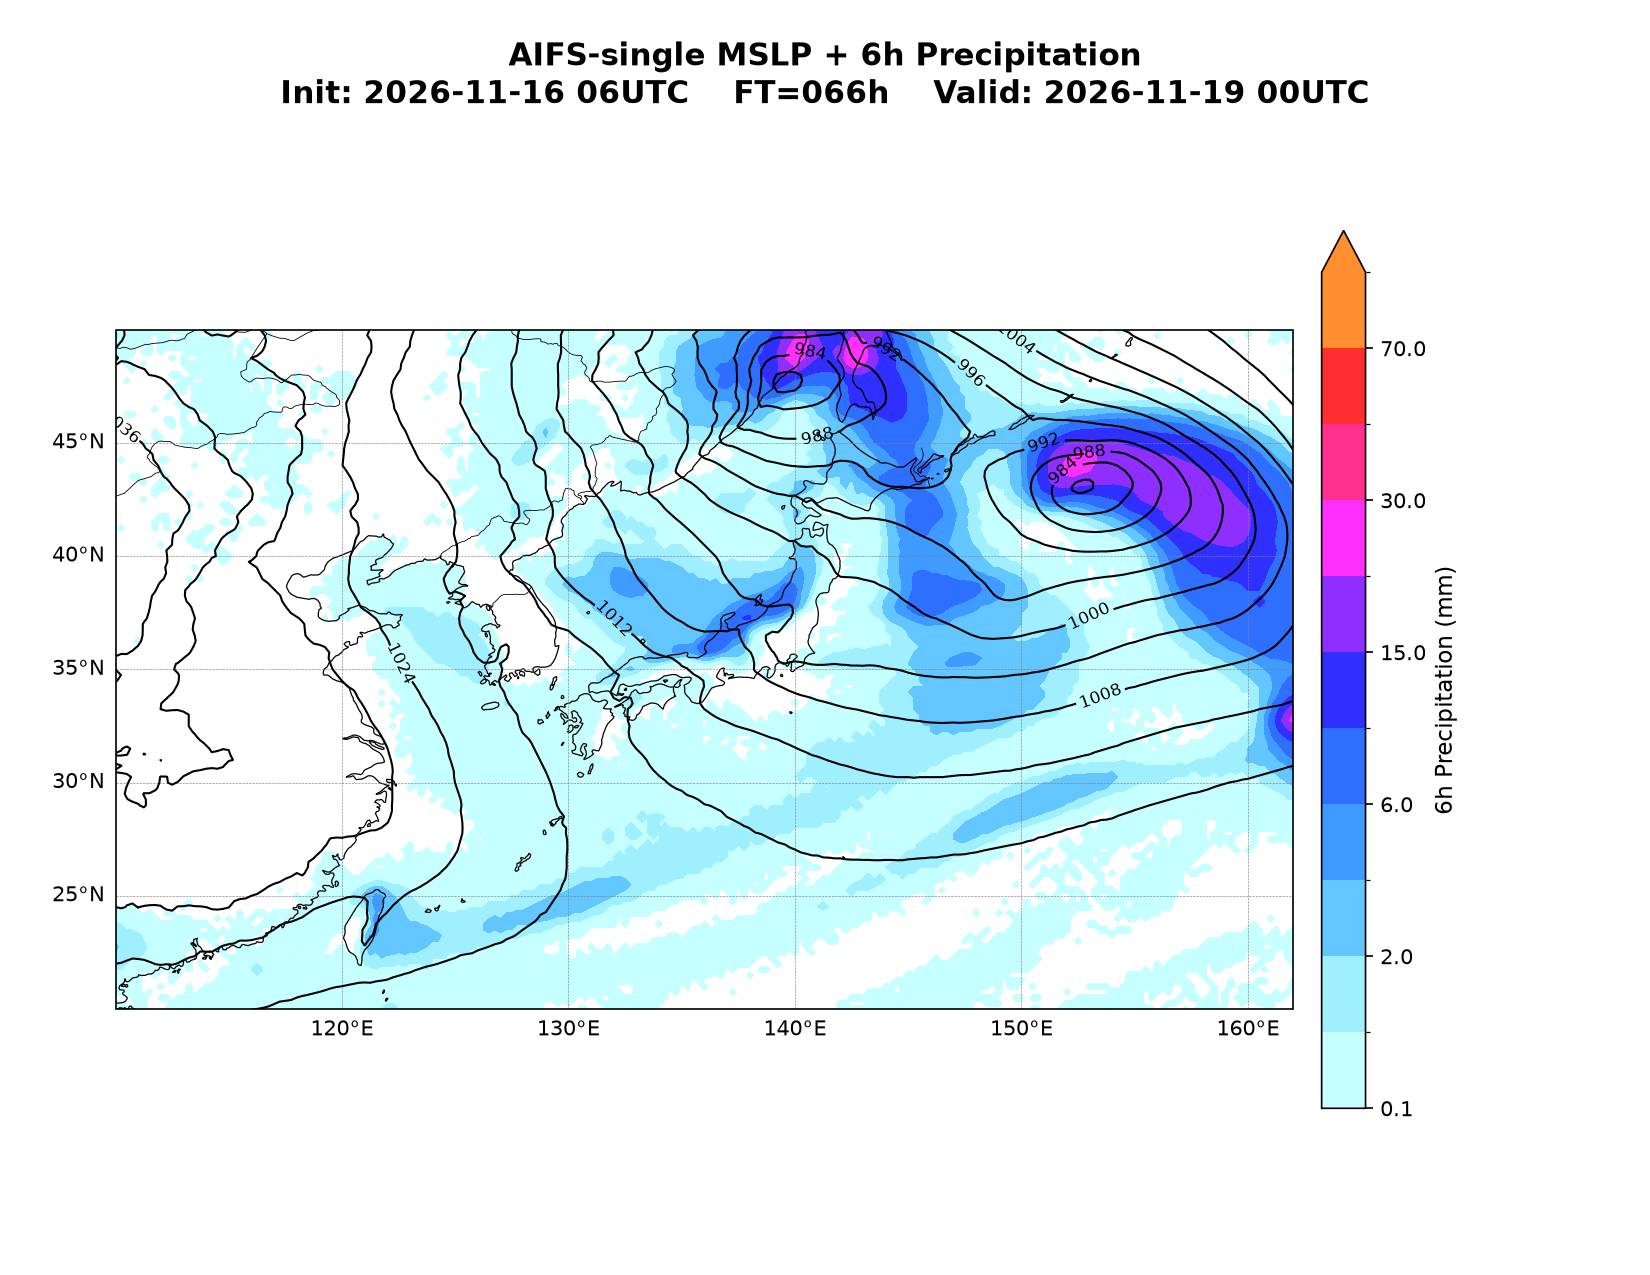 AIFS-single MSLP + 6h Precipitation
Init: 2026-11-16 06UTC    FT=066h    Valid: 2026-11-19 00UTC
984
992
1004
996
036
988
992
988
984
1012
1000
1024
1008
45°N
40°N
35°N
30°N
25°N
120°E
130°E
140°E
150°E
160°E
70.0
30.0
15.0
6.0
2.0
0.1
6h Precipitation (mm)